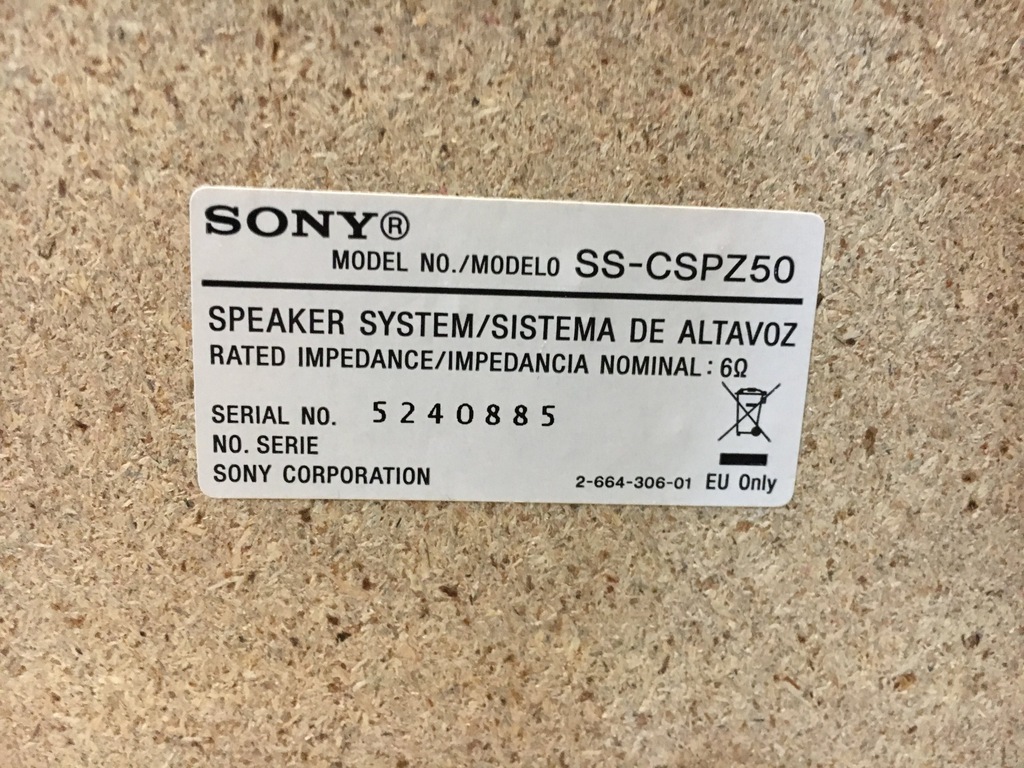 SONY®
MODEL NO./MODELO SS-CSPZ50
SPEAKER SYSTEM/SISTEMA DE ALTAVOZ
RATED IMPEDANCE/IMPEDANCIA NOMINAL : 6Ω
SERIAL NO. 5240885
NO. SERIE
SONY CORPORATION 2-664-306-01 EU Only